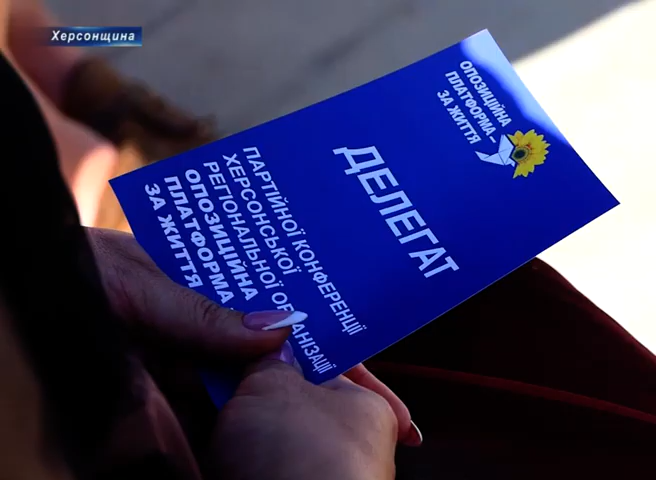 Херсонщина
ОПОЗИЦІЙНА
ПЛАТФОРМА –
ЗА ЖИТТЯ
ДЕЛЕГАТ
ПАРТІЙНОЇ КОНФЕРЕНЦІЇ
ХЕРСОНСЬКОЇ
РЕГІОНАЛЬНОЇ ОРГАНІЗАЦІЇ
ОПОЗИЦІЙНА
ПЛАТФОРМА
ЗА ЖИТТЯ